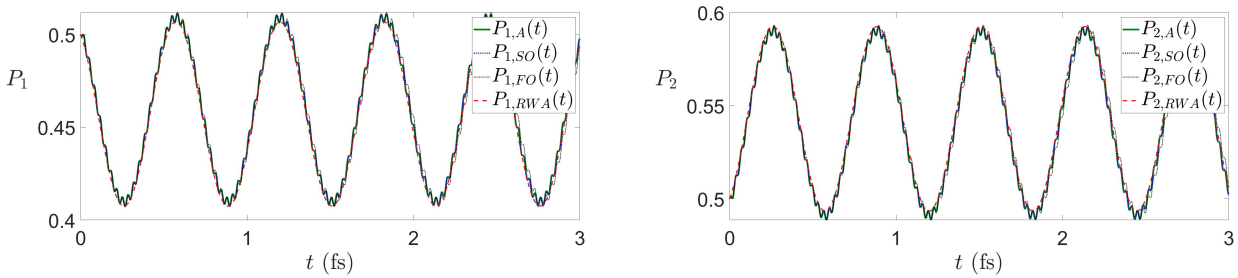 P_1
0.5
0.45
0.4
0 1 2 3
t (fs)
P_{1,A}(t)
P_{1,SO}(t)
P_{1,FO}(t)
P_{1,RWA}(t)
P_2
0.6
0.55
0.5
0 1 2 3
t (fs)
P_{2,A}(t)
P_{2,SO}(t)
P_{2,FO}(t)
P_{2,RWA}(t)